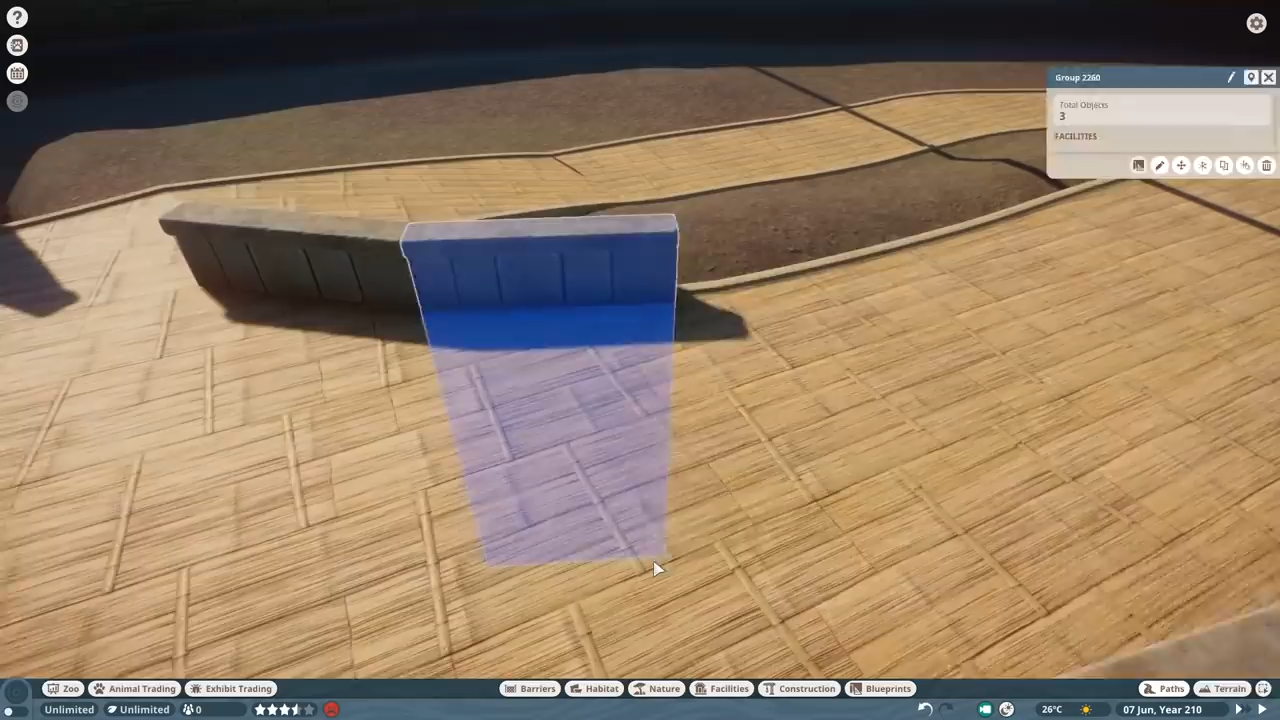 Group 2260
Total Objects
3
FACILITIES
Zoo
Animal Trading
Exhibit Trading
Barriers
Habitat
Nature
Facilities
Construction
Blueprints
Paths
Terrain
Unlimited
Unlimited
0
26°C
07 Jun, Year 210